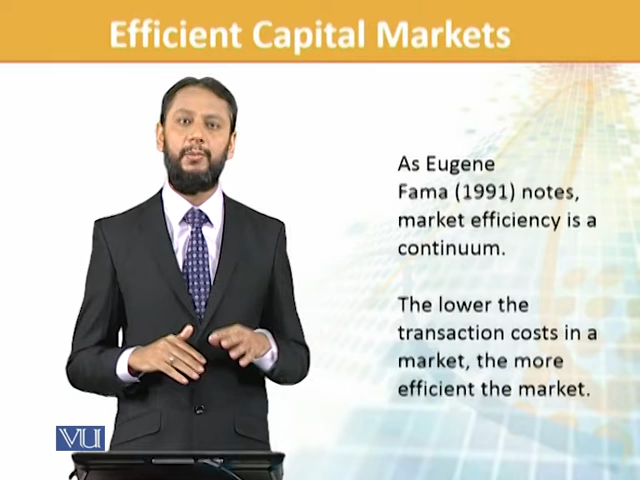 Efficient Capital Markets
As Eugene
Fama (1991) notes,
market efficiency is a
continuum.
The lower the
transaction costs in a
market, the more
efficient the market.
VU